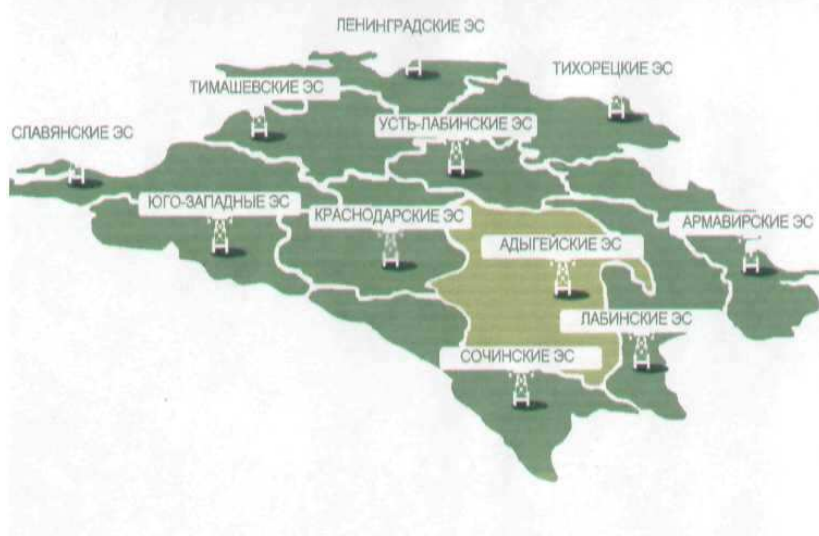 ЛЕНИНГРАДСКИЕ ЭС
ТИХОРЕЦКИЕ ЭС
ТИМАШЕВСКИЕ ЭС
УСТЬ-ЛАБИНСКИЕ ЭС
СЛАВЯНСКИЕ ЭС
ЮГО-ЗАПАДНЫЕ ЭС
КРАСНОДАРСКИЕ ЭС
АРМАВИРСКИЕ ЭС
АДЫГЕЙСКИЕ ЭС
ЛАБИНСКИЕ ЭС
СОЧИНСКИЕ ЭС